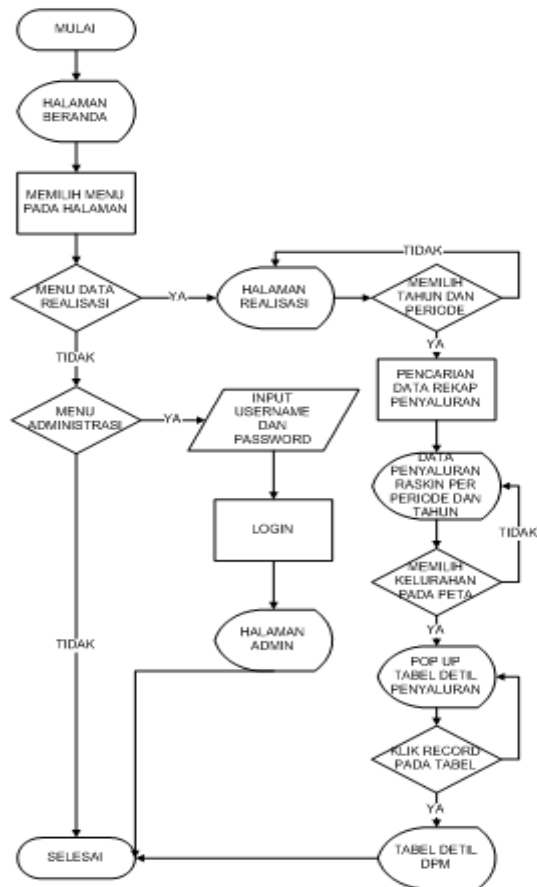 MULAI
HALAMAN
BERANDA
MEMILIH MENU
PADA HALAMAN
MENU DATA
REALISASI
YA
HALAMAN
REALISASI
TIDAK
MEMILIH
TAHUN DAN
PERIODE
YA
PENCARIAN
DATA REKAP
PENYALURAN
DATA
PENYALURAN
RASKIN PER
PERIODE DAN
TAHUN
TIDAK
MEMILIH
KELURAHAN
PADA PETA
YA
POP UP
TABEL DETIL
PENYALURAN
KLIK RECORD
PADA TABEL
YA
TABEL DETIL
DPM
TIDAK
MENU
ADMINISTRASI
YA
INPUT
USERNAME
DAN
PASSWORD
LOGIN
HALAMAN
ADMIN
TIDAK
SELESAI